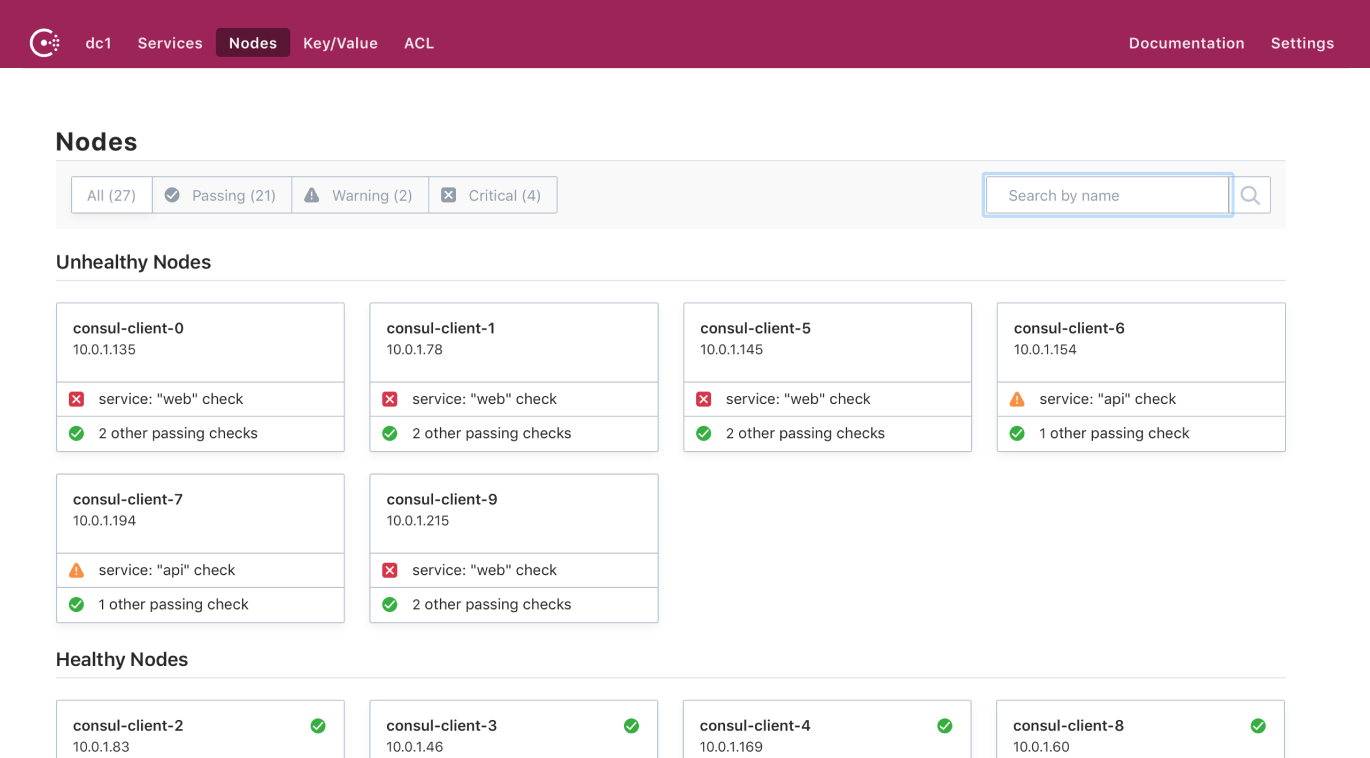 dc1 Services Nodes Key/Value ACL Documentation Settings
Nodes
All (27) Passing (21) Warning (2) Critical (4) Search by name
Unhealthy Nodes
consul-client-0
10.0.1.135
service: "web" check
2 other passing checks
consul-client-1
10.0.1.78
service: "web" check
2 other passing checks
consul-client-5
10.0.1.145
service: "web" check
2 other passing checks
consul-client-6
10.0.1.154
service: "api" check
1 other passing check
consul-client-7
10.0.1.194
service: "api" check
1 other passing check
consul-client-9
10.0.1.215
service: "web" check
2 other passing checks
Healthy Nodes
consul-client-2
10.0.1.83
consul-client-3
10.0.1.46
consul-client-4
10.0.1.169
consul-client-8
10.0.1.60